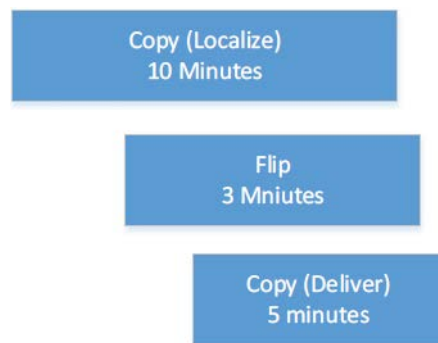 Copy (Localize)
10 Minutes
Flip
3 Mniutes
Copy (Deliver)
5 minutes